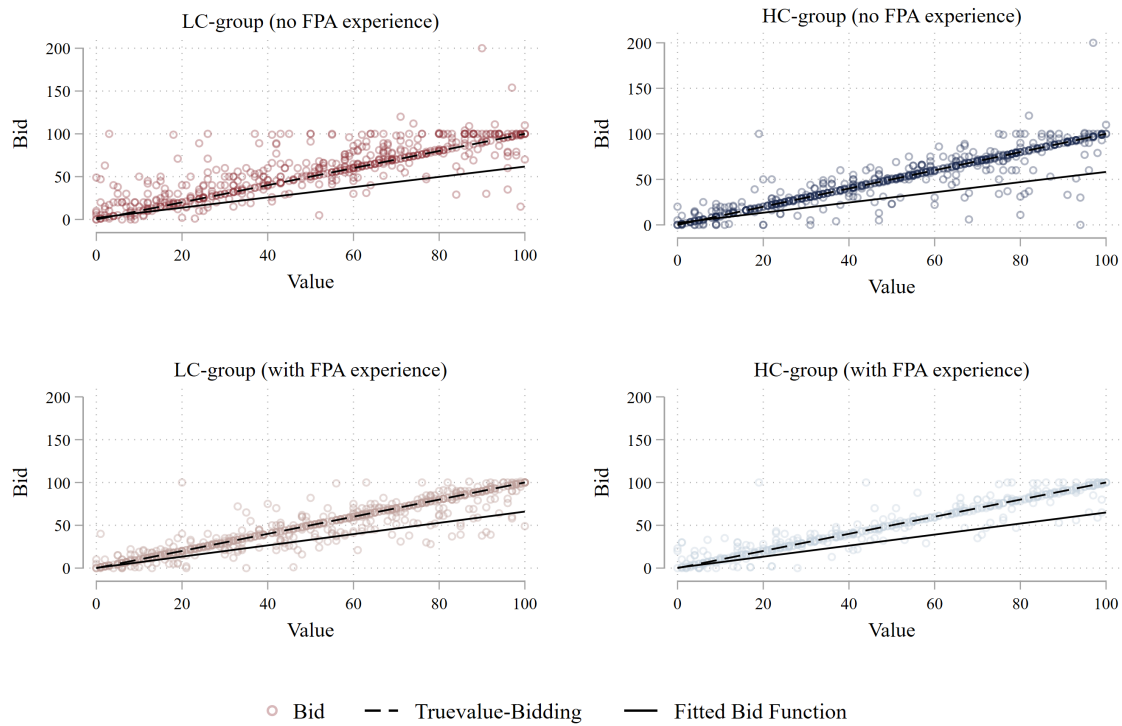 LC-group (no FPA experience)
200
150
100
50
0
Bid
0 20 40 60 80 100
Value
HC-group (no FPA experience)
200
150
100
50
0
Bid
0 20 40 60 80 100
Value
LC-group (with FPA experience)
200
150
100
50
0
Bid
0 20 40 60 80 100
Value
HC-group (with FPA experience)
200
150
100
50
0
Bid
0 20 40 60 80 100
Value
Bid Truevalue-Bidding Fitted Bid Function